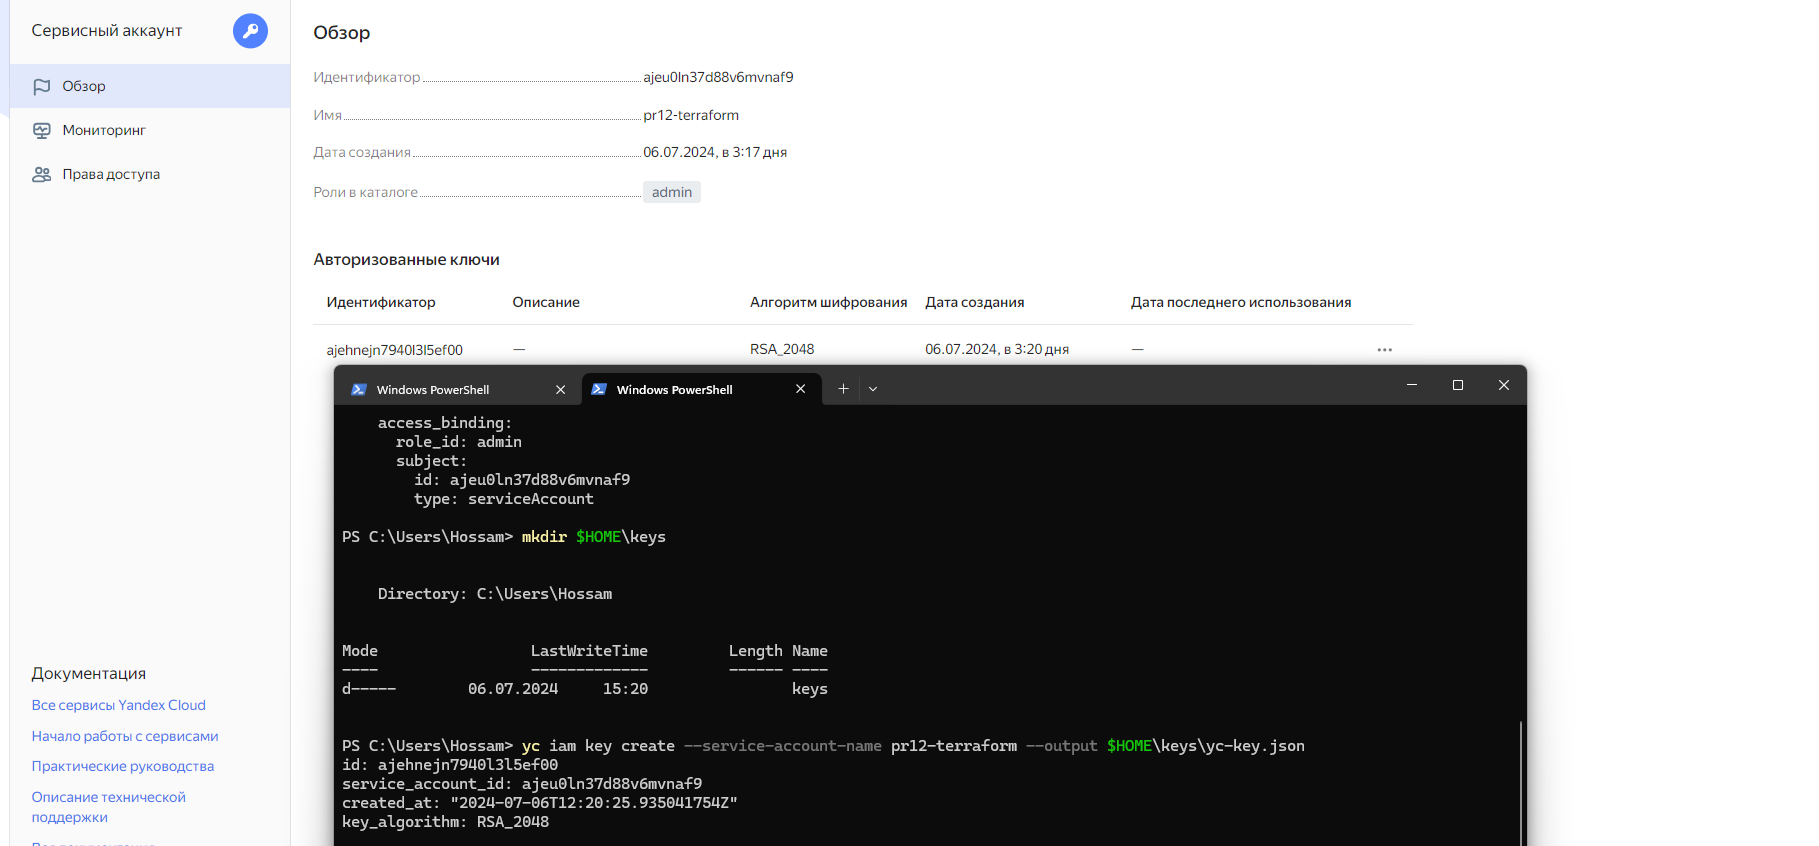 Сервисный аккаунт
Обзор
Мониторинг
Права доступа
Документация
Все сервисы Yandex Cloud
Начало работы с сервисами
Практические руководства
Описание технической
поддержки
Обзор
Идентификатор ajeu0ln37d88v6mvnaf9
Имя pr12-terraform
Дата создания 06.07.2024, в 3:17 дня
Роли в каталоге admin
Авторизованные ключи
Идентификатор Описание Алгоритм шифрования Дата создания Дата последнего использования
ajehnejn7940l3l5ef00 — RSA_2048 06.07.2024, в 3:20 дня —
Windows PowerShell Windows PowerShell
access_binding:
role_id: admin
subject:
id: ajeu0ln37d88v6mvnaf9
type: serviceAccount
PS C:\Users\Hossam> mkdir $HOME\keys
Directory: C:\Users\Hossam
Mode LastWriteTime Length Name
---- ------------- ------ ----
d----- 06.07.2024 15:20 keys
PS C:\Users\Hossam> yc iam key create --service-account-name pr12-terraform --output $HOME\keys\yc-key.json
id: ajehnejn7940l3l5ef00
service_account_id: ajeu0ln37d88v6mvnaf9
created_at: "2024-07-06T12:20:25.935041754Z"
key_algorithm: RSA_2048